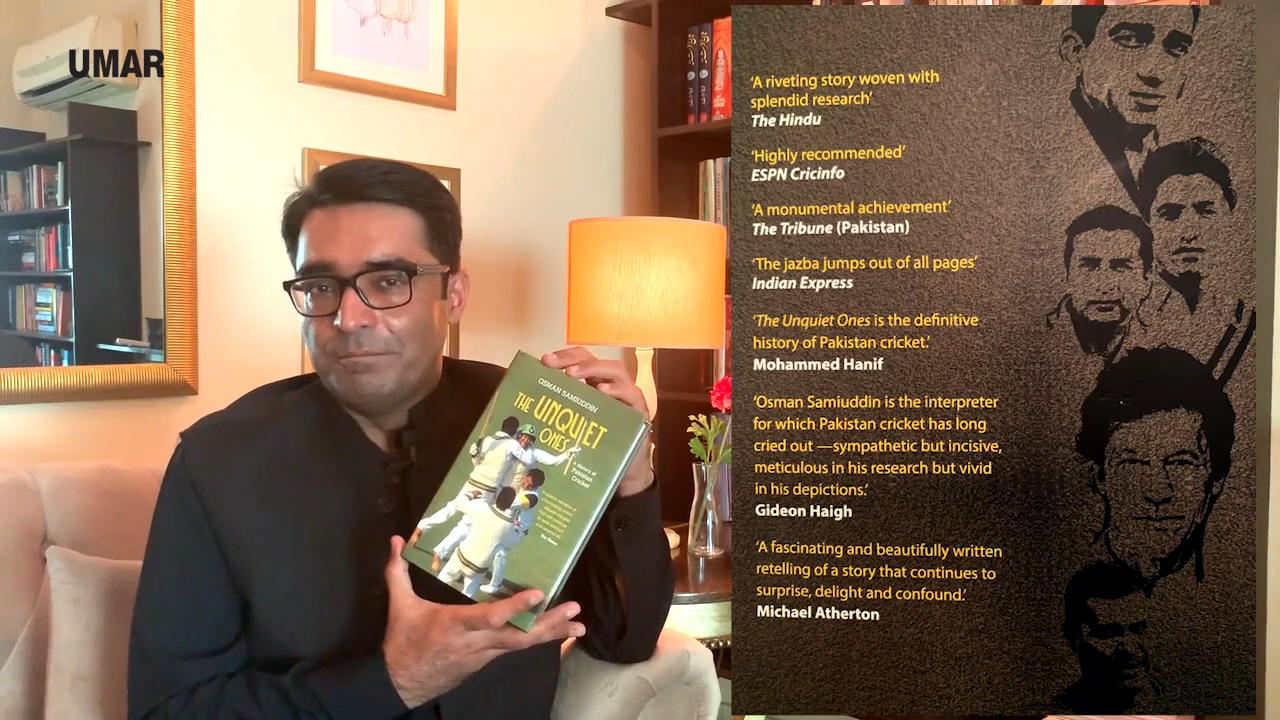 UMAR
OSMAN SAMIUDDIN
THE UNQUIET
ONES
A History of
Pakistan
Cricket
'A riveting story woven with
splendid research'
The Hindu
'Highly recommended'
ESPN Cricinfo
'A monumental achievement'
The Tribune (Pakistan)
'The jazba jumps out of all pages'
Indian Express
'The Unquiet Ones is the definitive
history of Pakistan cricket.'
Mohammed Hanif
'Osman Samiuddin is the interpreter
for which Pakistan cricket has long
cried out —sympathetic but incisive,
meticulous in his research but vivid
in his depictions.'
Gideon Haigh
'A fascinating and beautifully written
retelling of a story that continues to
surprise, delight and confound.'
Michael Atherton